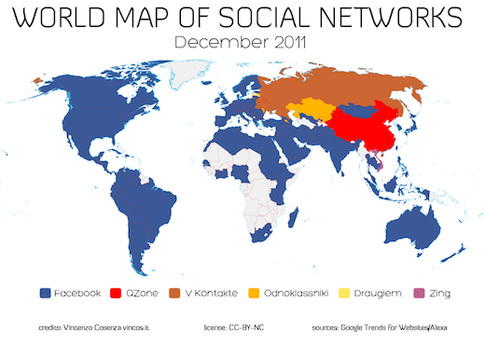 WORLD MAP OF SOCIAL NETWORKS
December 2011
Facebook QZone V Kontakte Odnoklassniki Draugiem Zing
credits: Vincenzo Cosenza vincos.it license: CC-BY-NC sources: Google Trends for Websites/Alexa